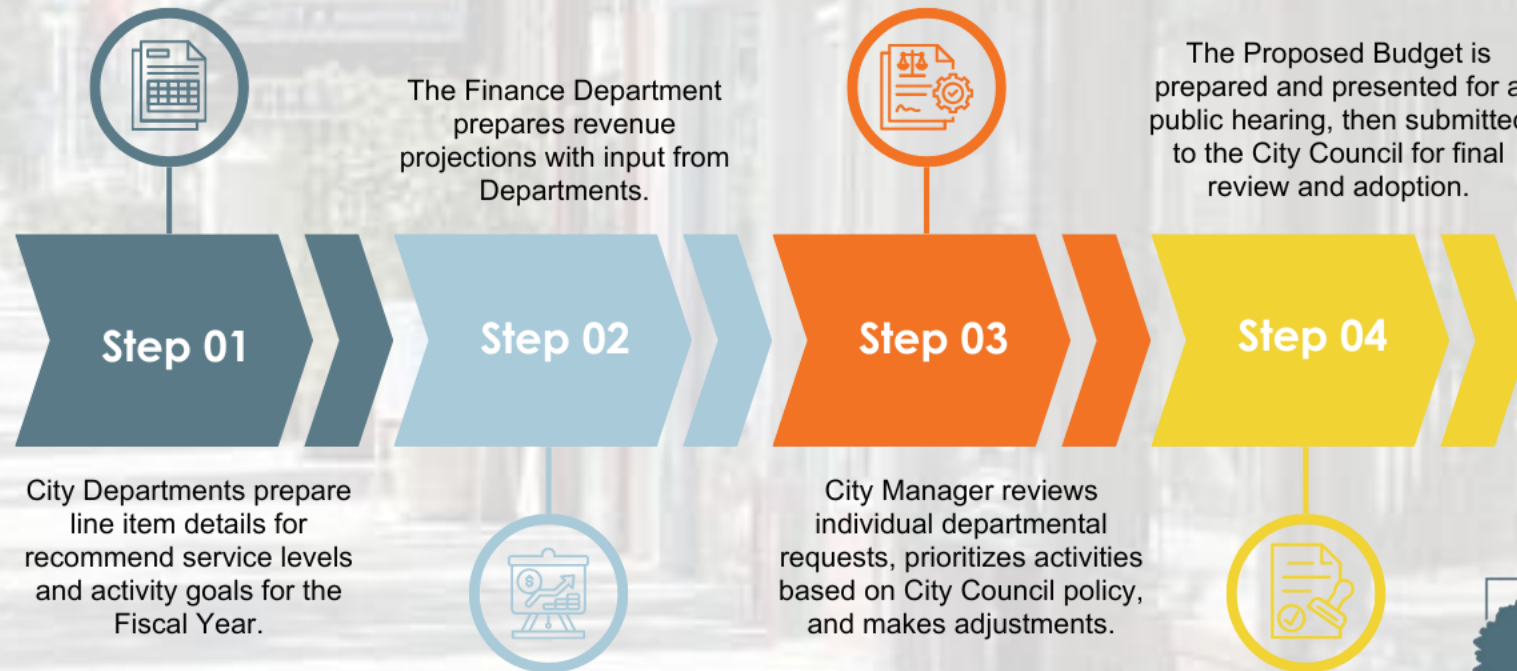 Step 01
City Departments prepare
line item details for
recommend service levels
and activity goals for the
Fiscal Year.
The Finance Department
prepares revenue
projections with input from
Departments.
Step 02
$
Step 03
City Manager reviews
individual departmental
requests, prioritizes activities
based on City Council policy,
and makes adjustments.
The Proposed Budget is
prepared and presented for a
public hearing, then submitted
to the City Council for final
review and adoption.
Step 04